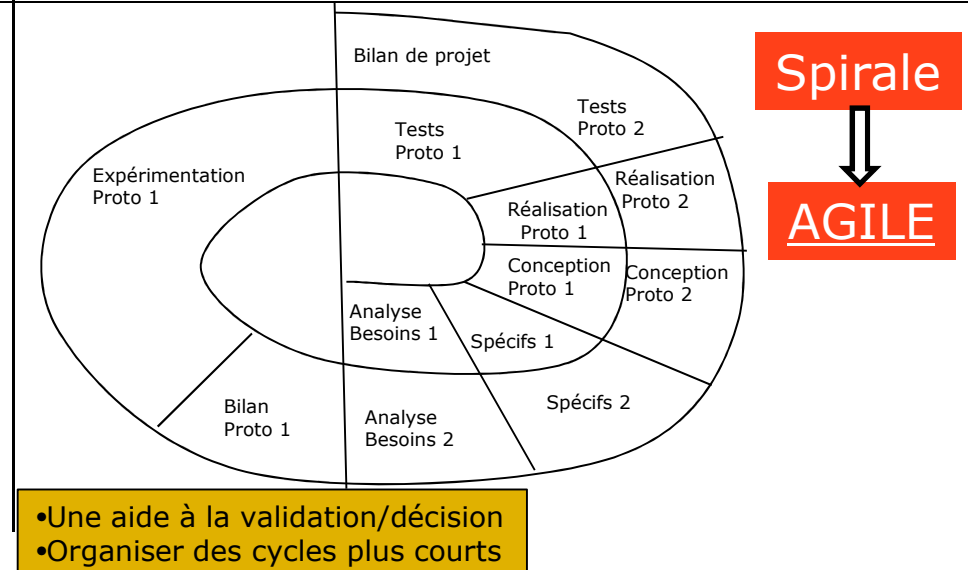 Bilan de projet
Spirale
AGILE
Tests
Proto 2
Tests
Proto 1
Expérimentation
Proto 1
Réalisation
Proto 2
Réalisation
Proto 1
Conception
Proto 1
Conception
Proto 2
Analyse
Besoins 1
Spécifs 1
Spécifs 2
Bilan
Proto 1
Analyse
Besoins 2
•Une aide à la validation/décision
•Organiser des cycles plus courts